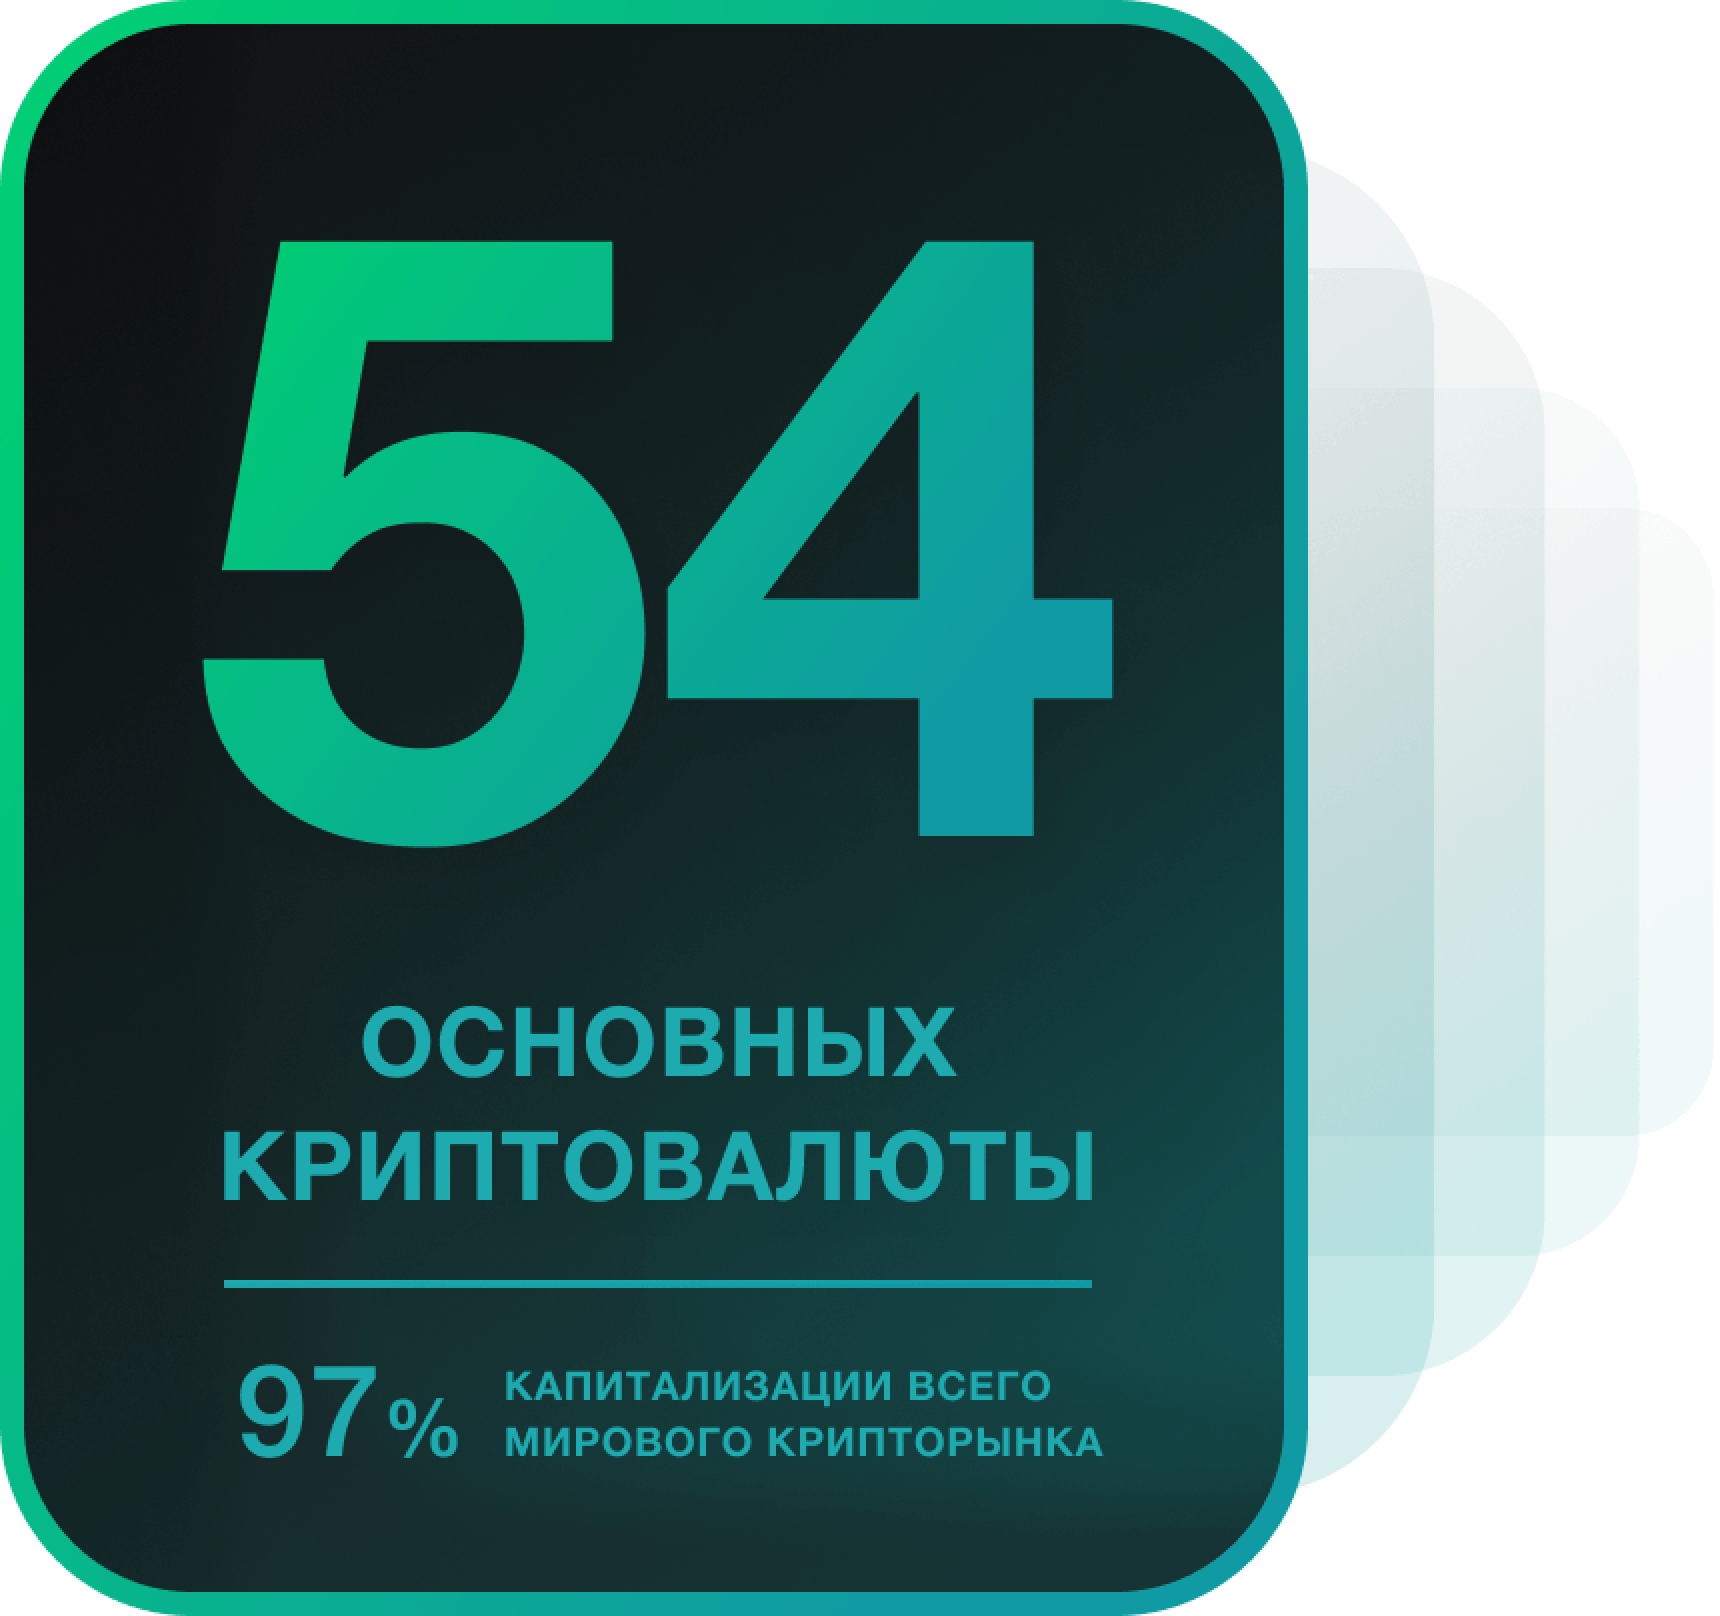 54
ОСНОВНЫХ
КРИПТОВАЛЮТЫ
97% КАПИТАЛИЗАЦИИ ВСЕГО
МИРОВОГО КРИПТОРЫНКА